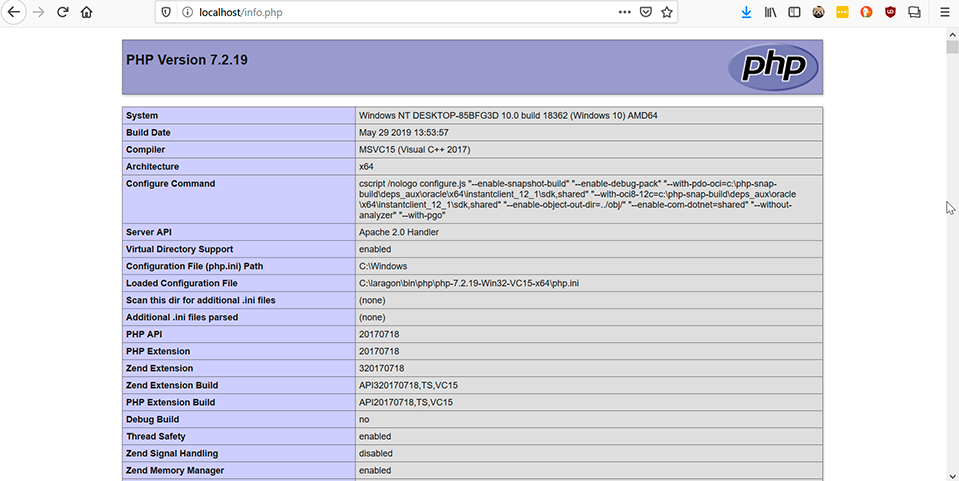 localhost/info.php
PHP Version 7.2.19
php
System Windows NT DESKTOP-85BFG3D 10.0 build 18362 (Windows 10) AMD64
Build Date May 29 2019 13:53:57
Compiler MSVC15 (Visual C++ 2017)
Architecture x64
Configure Command cscript /nologo configure.js "--enable-snapshot-build" "--enable-debug-pack" "--with-pdo-oci=c:\php-snap-
build\deps_aux\oracle\x64\instantclient_12_1\sdk,shared" "--with-oci8-12c=c:\php-snap-build\deps_aux\oracle
\x64\instantclient_12_1\sdk,shared" "--enable-object-out-dir=../obj/" "--enable-com-dotnet=shared" "--without-
analyzer" "--with-pgo"
Server API Apache 2.0 Handler
Virtual Directory Support enabled
Configuration File (php.ini) Path C:\Windows
Loaded Configuration File C:\laragon\bin\php\php-7.2.19-Win32-VC15-x64\php.ini
Scan this dir for additional .ini files (none)
Additional .ini files parsed (none)
PHP API 20170718
PHP Extension 20170718
Zend Extension 320170718
Zend Extension Build API320170718,TS,VC15
PHP Extension Build API20170718,TS,VC15
Debug Build no
Thread Safety enabled
Zend Signal Handling disabled
Zend Memory Manager enabled